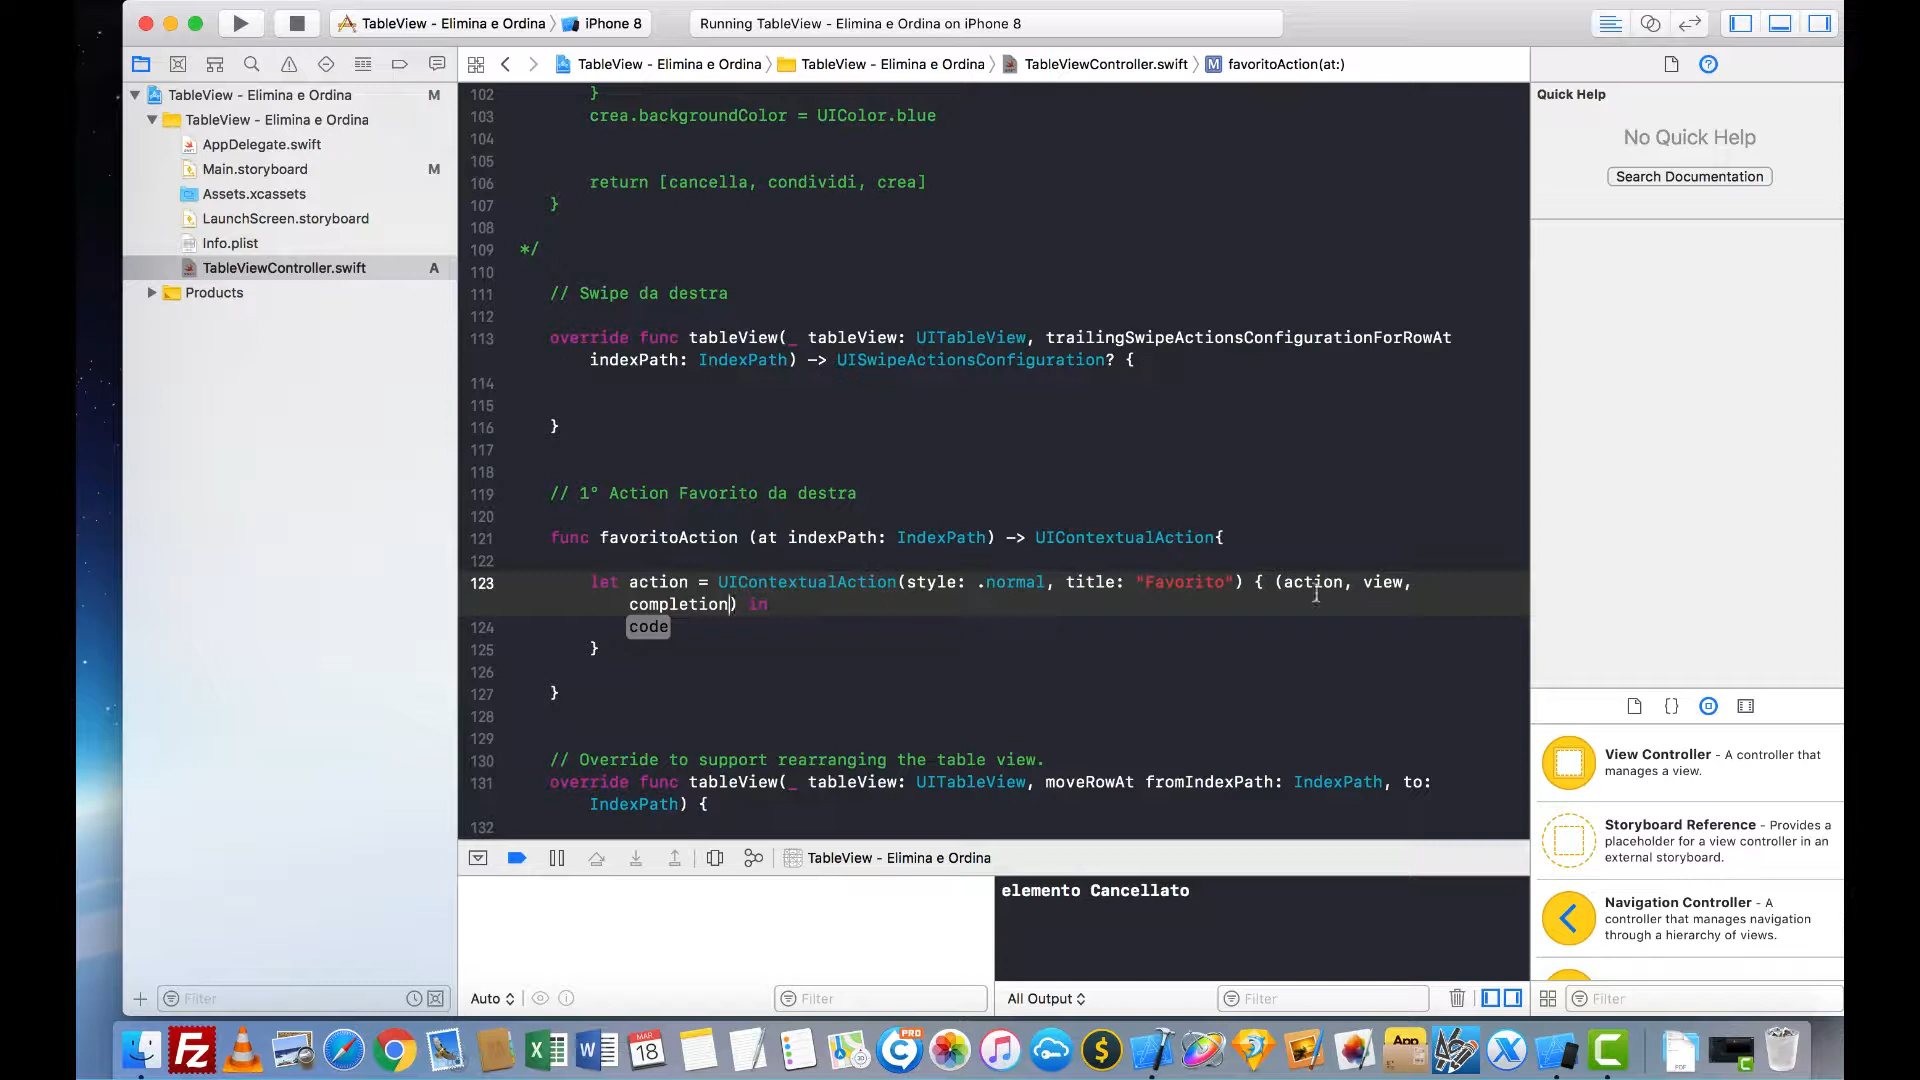 TableView - Elimina e Ordina
iPhone 8
Running TableView - Elimina e Ordina on iPhone 8
TableView - Elimina e Ordina
TableView - Elimina e Ordina
TableViewController.swift
M
favoritoAction(at:)
TableView - Elimina e Ordina
M
TableView - Elimina e Ordina
AppDelegate.swift
Main.storyboard
M
Assets.xcassets
LaunchScreen.storyboard
Info.plist
TableViewController.swift
A
Products
102 }
103 crea.backgroundColor = UIColor.blue
104
105
106 return [cancella, condividi, crea]
107 }
108
109 */
110
111 // Swipe da destra
112
113 override func tableView(_ tableView: UITableView, trailingSwipeActionsConfigurationForRowAt
indexPath: IndexPath) -> UISwipeActionsConfiguration? {
114
115
116 }
117
118
119 // 1° Action Favorito da destra
120
121 func favoritoAction (at indexPath: IndexPath) -> UIContextualAction{
122
123 let action = UIContextualAction(style: .normal, title: "Favorito") { (action, view,
completion) in
124 code
125 }
126
127 }
128
129
130 // Override to support rearranging the table view.
131 override func tableView(_ tableView: UITableView, moveRowAt fromIndexPath: IndexPath, to:
IndexPath) {
132
TableView - Elimina e Ordina
elemento Cancellato
Auto
Filter
All Output
Filter
Filter
Quick Help
No Quick Help
Search Documentation
{}
View Controller - A controller that
manages a view.
Storyboard Reference - Provides a
placeholder for a view controller in an
external storyboard.
Navigation Controller - A
controller that manages navigation
through a hierarchy of views.
Filter
Fz
X
W
MAR
18
PRO
C
$
App
X
C
PDF